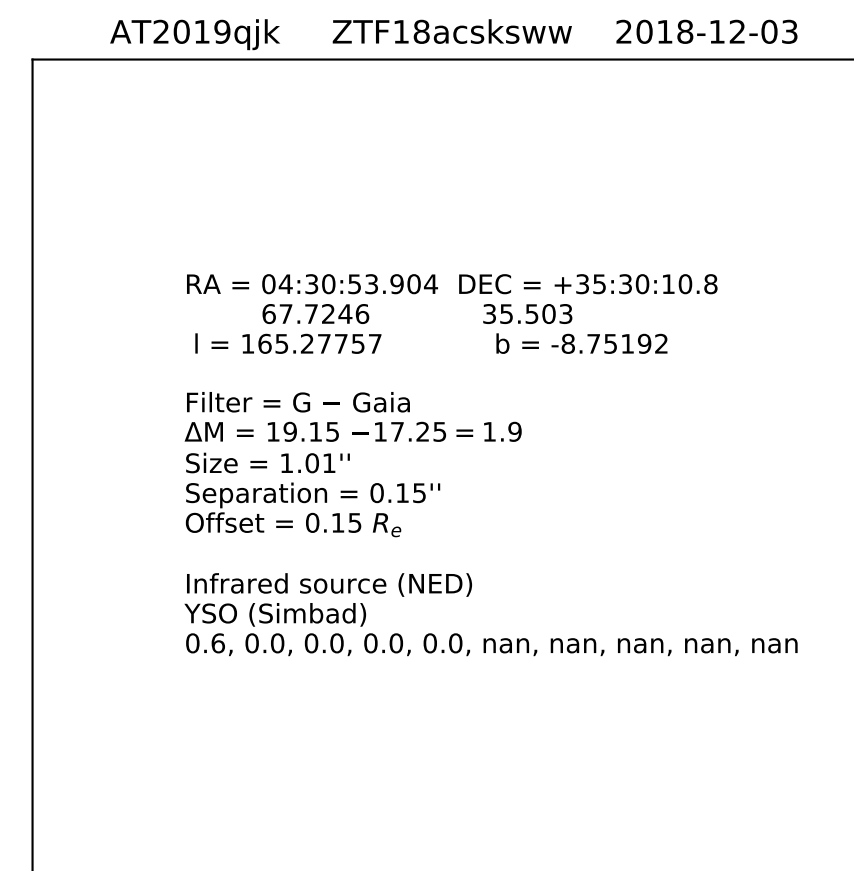 AT2019qjk ZTF18acsksww 2018-12-03
RA = 04:30:53.904 DEC = +35:30:10.8
67.7246 35.503
l = 165.27757 b = -8.75192
Filter = G − Gaia
ΔM = 19.15 −17.25 = 1.9
Size = 1.01''
Separation = 0.15''
Offset = 0.15 Re
Infrared source (NED)
YSO (Simbad)
0.6, 0.0, 0.0, 0.0, 0.0, nan, nan, nan, nan, nan